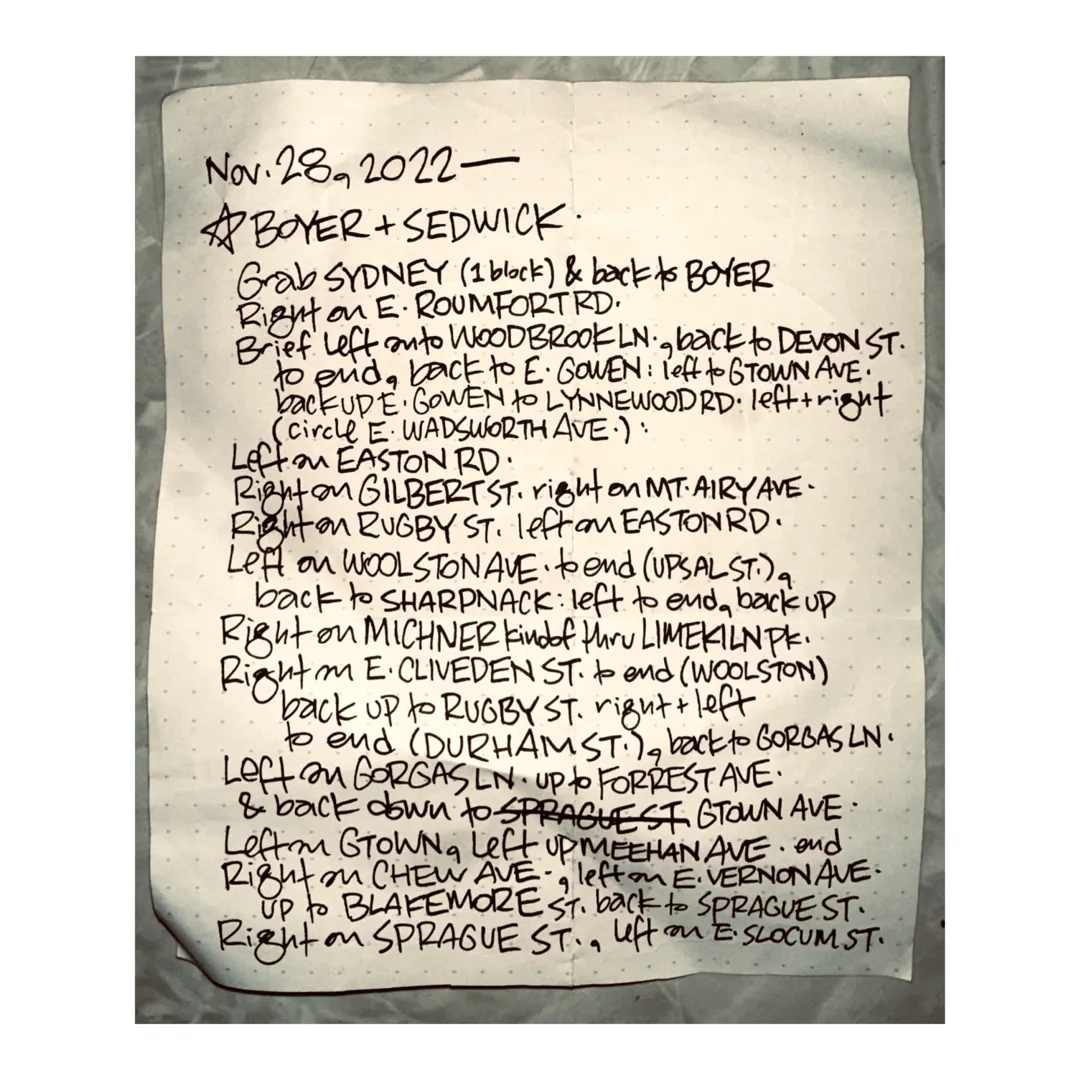 Nov. 28, 2022—
☆ BOYER + SEDWICK.
Grab SYDNEY (1 block) & back to BOYER
Right on E. ROUMFORT RD.
Brief left onto WOODBROOK LN., back to DEVON ST.
to end, back to E. GOWEN: left to GTOWN AVE.
back up E. GOWEN to LYNNEWOOD RD. left + right
(circle E. WADSWORTH AVE.):
Left on EASTON RD.
Right on GILBERT ST. right on MT. AIRY AVE.
Right on RUGBY ST. left on EASTON RD.
Left on WOOLSTON AVE. to end (UPSAL ST.),
back to SHARPNACK: left to end, back up
Right on MICHNER kind of thru LIMEKILN Pk.
Right on E. CLIVEDEN ST. to end (WOOLSTON)
back up to RUGBY ST. right + left
to end (DURHAM ST.), back to GORGAS LN.
Left on GORGAS LN. up to FORREST AVE.
& back down to SPRAGUE ST. GTOWN AVE.
Left on GTOWN, Left UP MEEHAN AVE. end
Right on CHEW AVE., left on E. VERNON AVE.
UP to BLAKEMORE ST. back to SPRAGUE ST.
Right on SPRAGUE ST., left on E. SLOCUM ST.